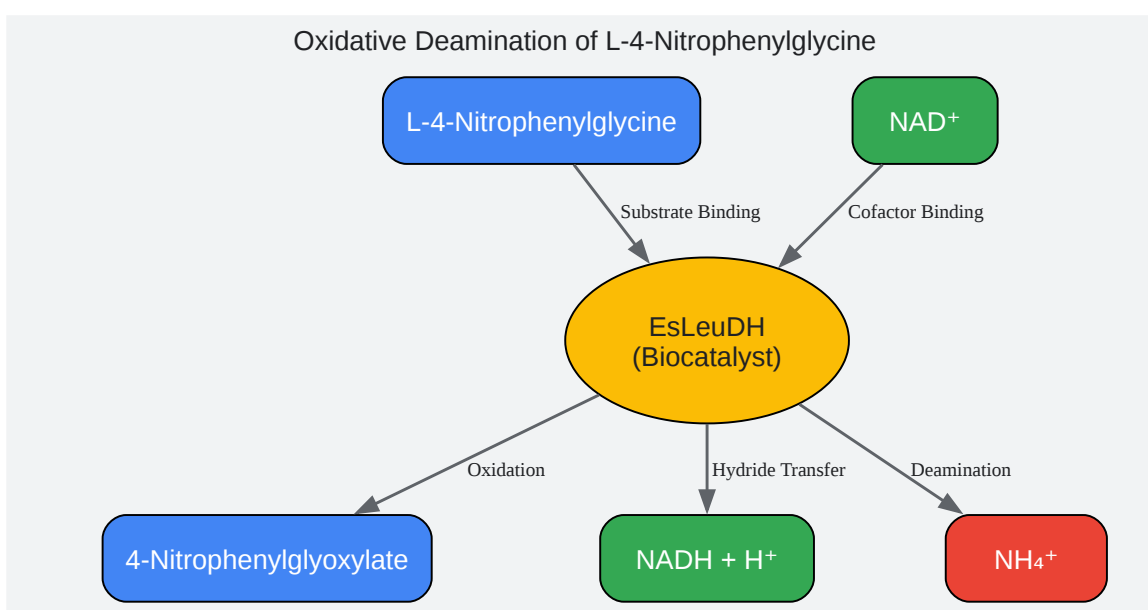 Oxidative Deamination of L-4-Nitrophenylglycine
L-4-Nitrophenylglycine
NAD⁺
Substrate Binding
Cofactor Binding
EsLeuDH
(Biocatalyst)
Oxidation
Hydride Transfer
Deamination
4-Nitrophenylglyoxylate
NADH + H⁺
NH₄⁺